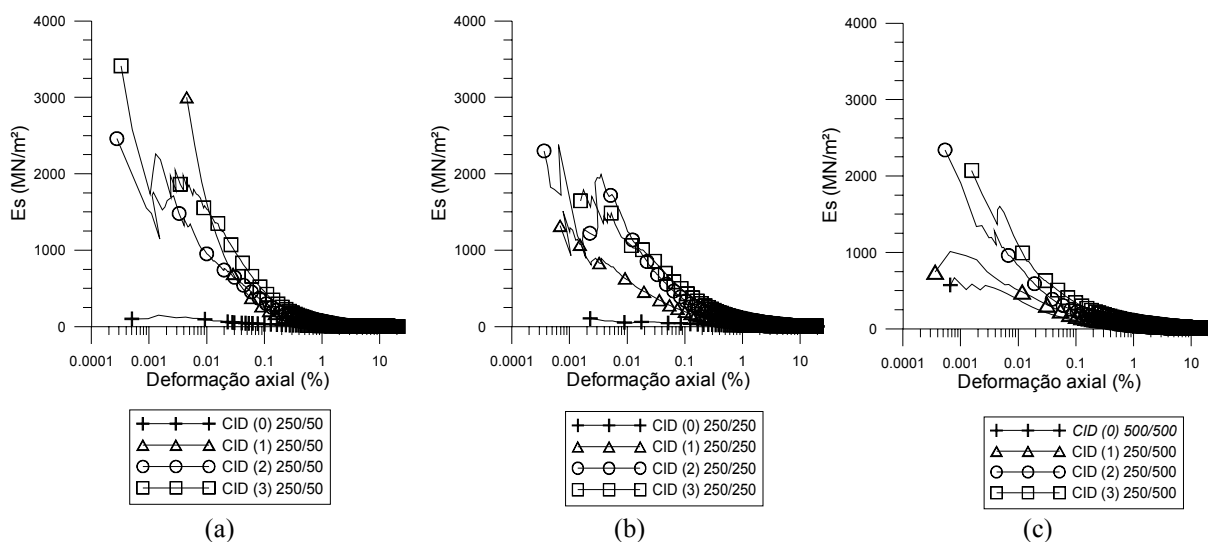 4000
3000
2000
1000
0
Es (MN/m²)
0.0001
0.001
0.01
0.1
1
10
Deformação axial (%)
CID (0) 250/50
CID (1) 250/50
CID (2) 250/50
CID (3) 250/50
(a)
4000
3000
2000
1000
0
Es (MN/m²)
0.0001
0.001
0.01
0.1
1
10
Deformação axial (%)
CID (0) 250/250
CID (1) 250/250
CID (2) 250/250
CID (3) 250/250
(b)
4000
3000
2000
1000
0
Es (MN/m²)
0.0001
0.001
0.01
0.1
1
10
Deformação axial (%)
CID (0) 500/500
CID (1) 250/500
CID (2) 250/500
CID (3) 250/500
(c)